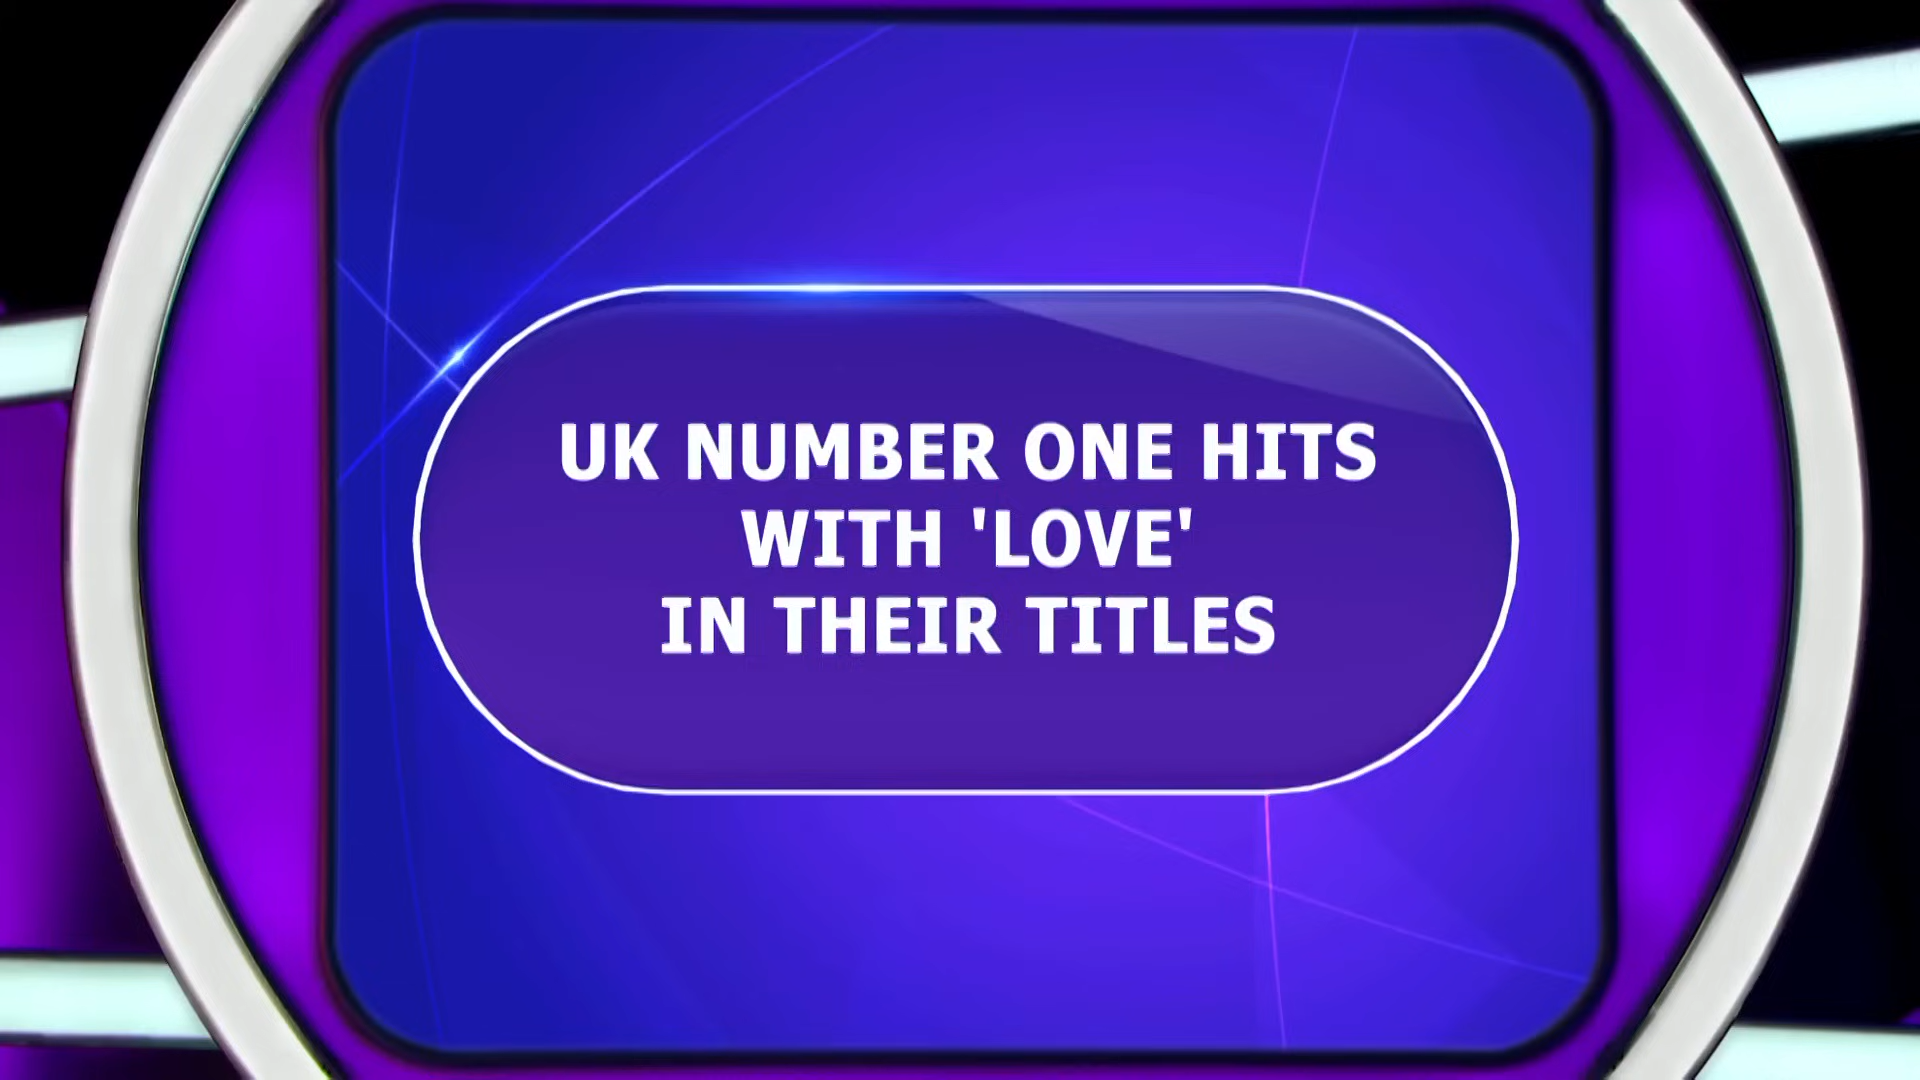 UK NUMBER ONE HITS
WITH 'LOVE'
IN THEIR TITLES